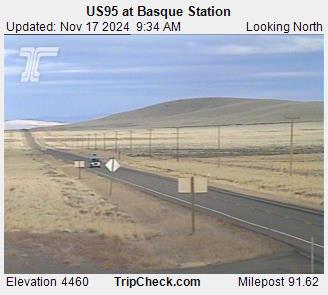 US95 at Basque Station
Updated: Nov 17 2024  9:34 AM
Looking North
Elevation 4460
TripCheck.com
Milepost 91.62